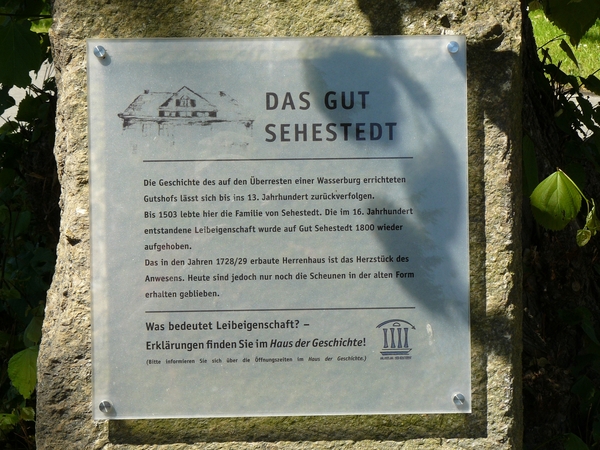 DAS GUT
SEHESTEDT
Die Geschichte des auf den Überresten einer Wasserburg errichteten
Gutshofs lässt sich bis ins 13. Jahrhundert zurückverfolgen.
Bis 1503 lebte hier die Familie von Sehestedt. Die im 16. Jahrhundert
entstandene Leibeigenschaft wurde auf Gut Sehestedt 1800 wieder
aufgehoben.
Das in den Jahren 1728/29 erbaute Herrenhaus ist das Herzstück des
Anwesens. Heute sind jedoch nur noch die Scheunen in der alten Form
erhalten geblieben.
Was bedeutet Leibeigenschaft? –
Erklärungen finden Sie im Haus der Geschichte!
(Bitte informieren Sie sich über die Öffnungszeiten im Haus der Geschichte.)